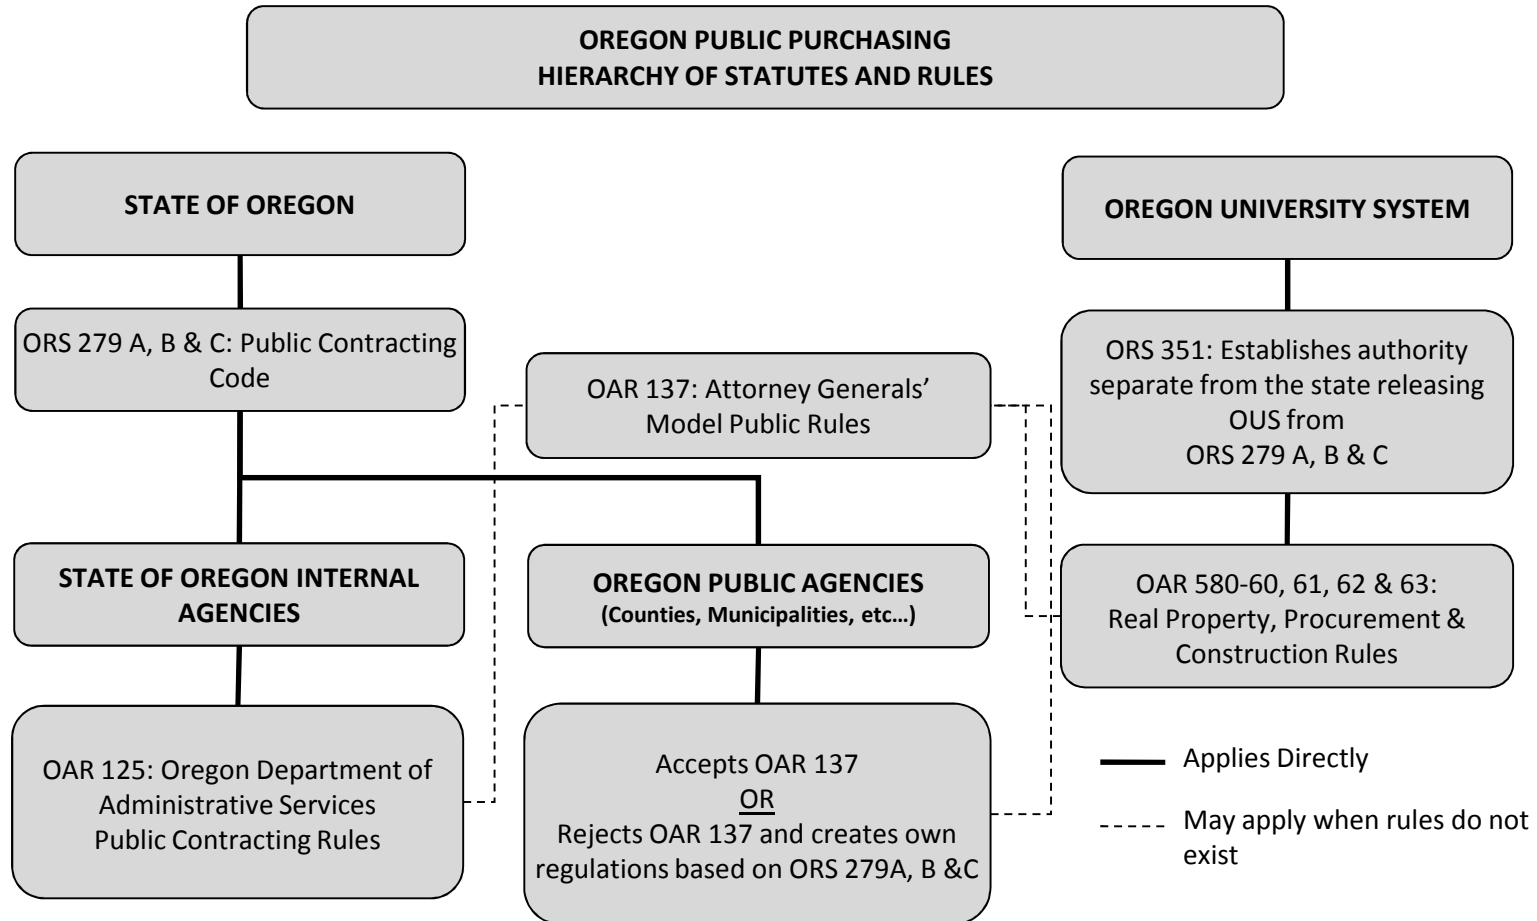 OREGON PUBLIC PURCHASING
HIERARCHY OF STATUTES AND RULES
STATE OF OREGON
OREGON UNIVERSITY SYSTEM
ORS 279 A, B & C: Public Contracting
Code
OAR 137: Attorney Generals’
Model Public Rules
ORS 351: Establishes authority
separate from the state releasing
OUS from
ORS 279 A, B & C
STATE OF OREGON INTERNAL
AGENCIES
OREGON PUBLIC AGENCIES
(Counties, Municipalities, etc…)
OAR 580-60, 61, 62 & 63:
Real Property, Procurement &
Construction Rules
OAR 125: Oregon Department of
Administrative Services
Public Contracting Rules
Accepts OAR 137
OR
Rejects OAR 137 and creates own
regulations based on ORS 279A, B &C
Applies Directly
May apply when rules do not
exist